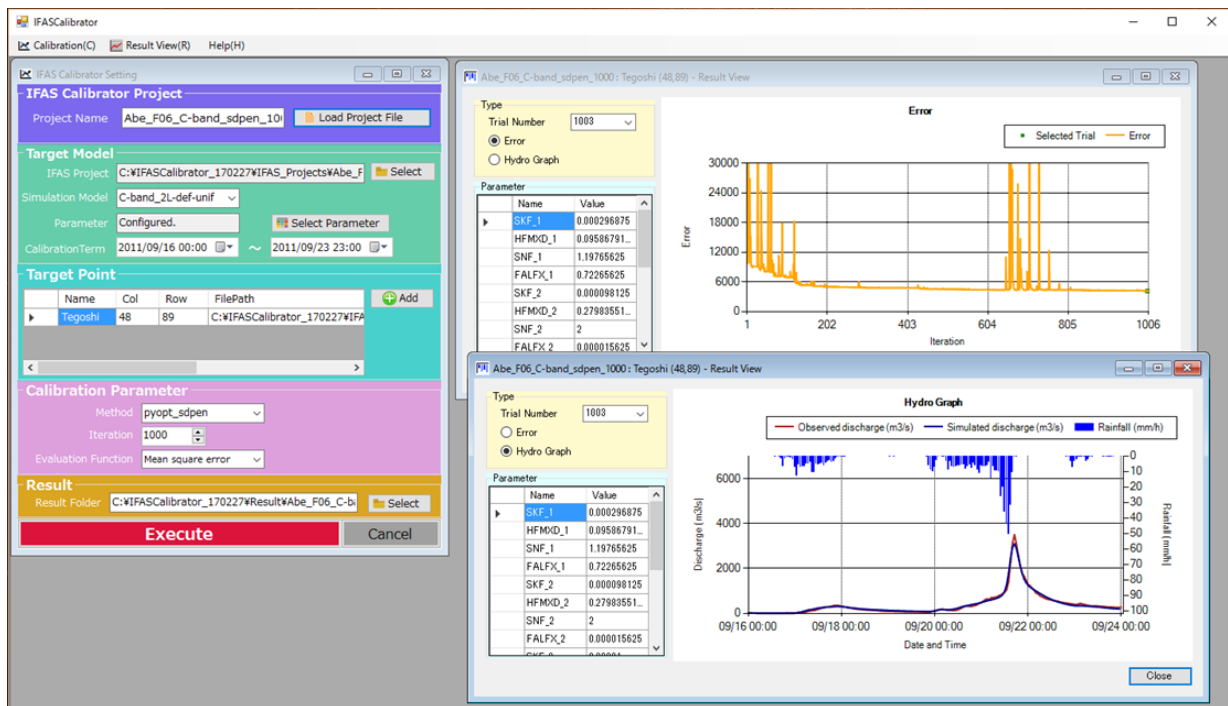 IFASCalibrator
Calibration(C) Result View(R) Help(H)
IFAS Calibrator Setting
IFAS Calibrator Project
Project Name Abe_F06_C-band_sdpen_10 Load Project File
Target Model
IFAS Project C:¥IFASCalibrator_170227¥IFAS_Projects¥Abe_F Select
Simulation Model C-band_2L-def-unif
Parameter Configured. Select Parameter
CalibrationTerm 2011/09/16 00:00 ~ 2011/09/23 23:00
Target Point
Name Col Row FilePath
Tegoshi 48 89 C:¥IFASCalibrator_170227¥IFA
Add
Calibration Parameter
Method pyopt_sdpen
Iteration 1000
Evaluation Function Mean square error
Result
Result Folder C:¥IFASCalibrator_170227¥Result¥Abe_F06_C-b Select
Execute Cancel
Abe_F06_C-band_sdpen_1000 : Tegoshi (48,89) - Result View
Type
Trial Number 1003
Error
Hydro Graph
Parameter
Name Value
SKF_1 0.000296875
HFMXD_1 0.09586791...
SNF_1 1.19765625
FALFX_1 0.72265625
SKF_2 0.000098125
HFMXD_2 0.27983551...
SNF_2 2
FALFX_2 0.000015625
Error
Selected Trial Error
30000
24000
18000
12000
6000
0
Error
1 202 403 604 805 1006
Iteration
Abe_F06_C-band_sdpen_1000 : Tegoshi (48,89) - Result View
Type
Trial Number 1003
Error
Hydro Graph
Parameter
Name Value
SKF_1 0.000296875
HFMXD_1 0.09586791...
SNF_1 1.19765625
FALFX_1 0.72265625
SKF_2 0.000098125
HFMXD_2 0.27983551...
SNF_2 2
FALFX_2 0.000015625
Hydro Graph
Observed discharge (m3/s) Simulated discharge (m3/s) Rainfall (mm/h)
6000
4000
2000
0
Discharge (m3|s|
0
-10
-20
-30
-40
-50
-60
-70
-80
-90
-100
Rainfall (mm/h|
09/16 00:00 09/18 00:00 09/20 00:00 09/22 00:00 09/24 00:00
Date and Time
Close